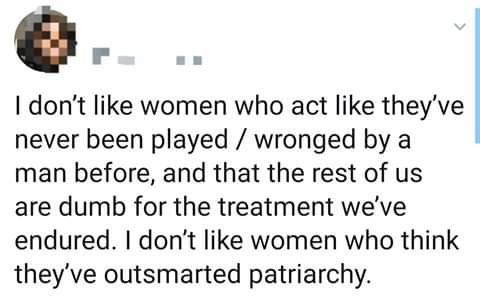 I don’t like women who act like they’ve
never been played / wronged by a
man before, and that the rest of us
are dumb for the treatment we’ve
endured. I don’t like women who think
they’ve outsmarted patriarchy.